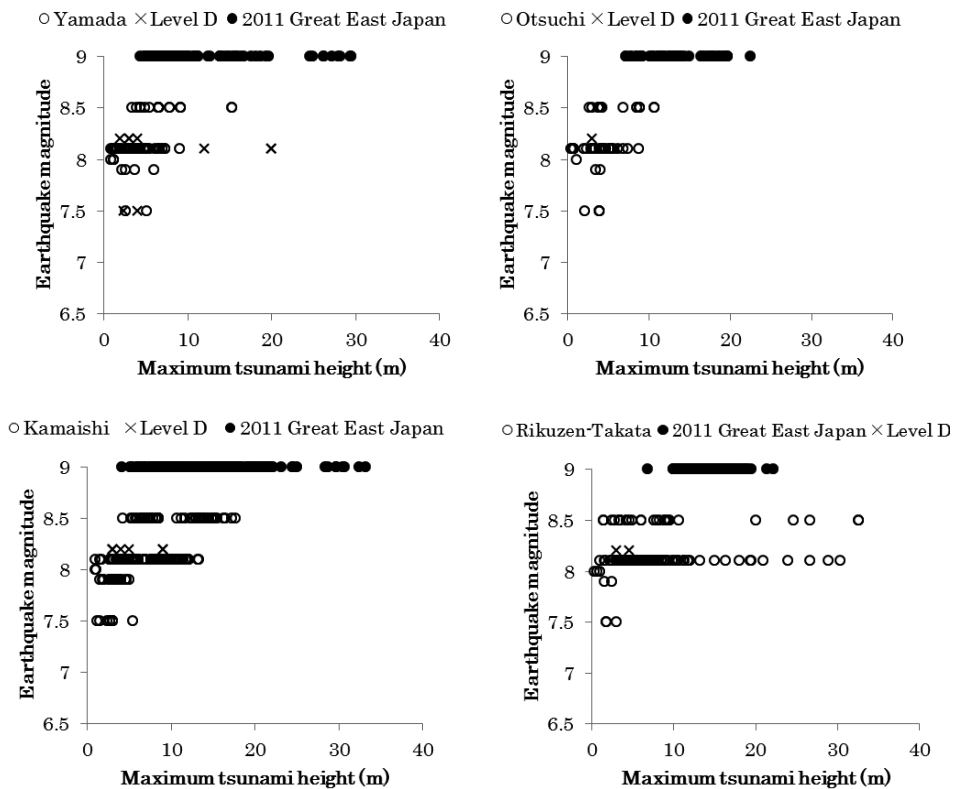 ○ Yamada × Level D ● 2011 Great East Japan
9
8.5
8
7.5
7
6.5
Earthquake magnitude
0 10 20 30 40
Maximum tsunami height (m)
○ Otsuchi × Level D ● 2011 Great East Japan
9
8.5
8
7.5
7
6.5
Earthquake magnitude
0 10 20 30 40
Maximum tsunami height (m)
○ Kamaishi × Level D ● 2011 Great East Japan
9
8.5
8
7.5
7
6.5
Earthquake magnitude
0 10 20 30 40
Maximum tsunami height (m)
○ Rikuzen-Takata ● 2011 Great East Japan × Level D
9
8.5
8
7.5
7
6.5
Earthquake magnitude
0 10 20 30 40
Maximum tsunami height (m)